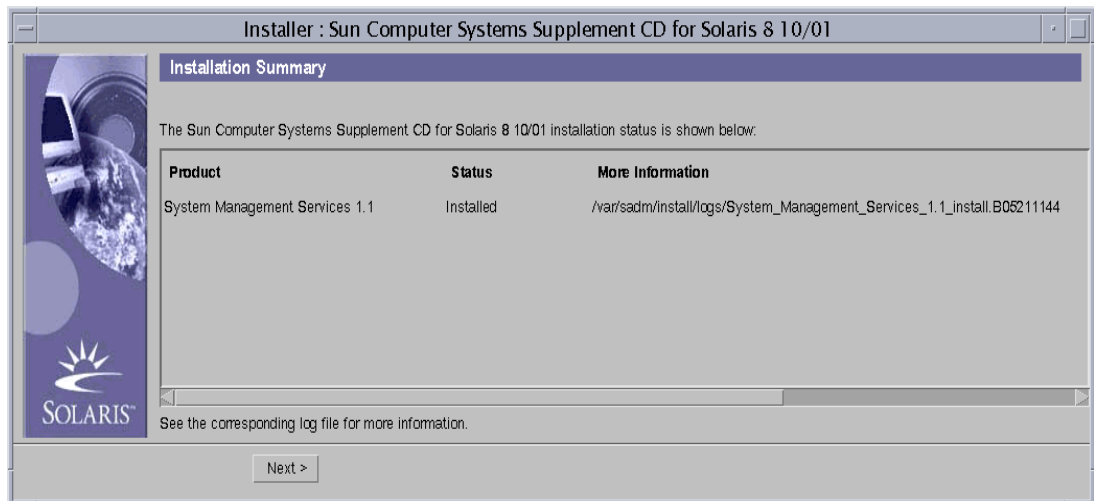 Installer : Sun Computer Systems Supplement CD for Solaris 8 10/01
Installation Summary
The Sun Computer Systems Supplement CD for Solaris 8 10/01 installation status is shown below:
Product Status More Information
System Management Services 1.1 Installed /var/sadm/install/logs/System_Management_Services_1.1_install.B05211144
SOLARIS™
See the corresponding log file for more information.
Next >